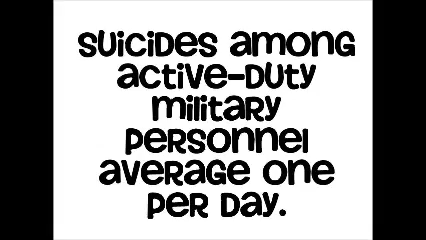 Suicides among
active-duty
military
personnel
average one
per day.